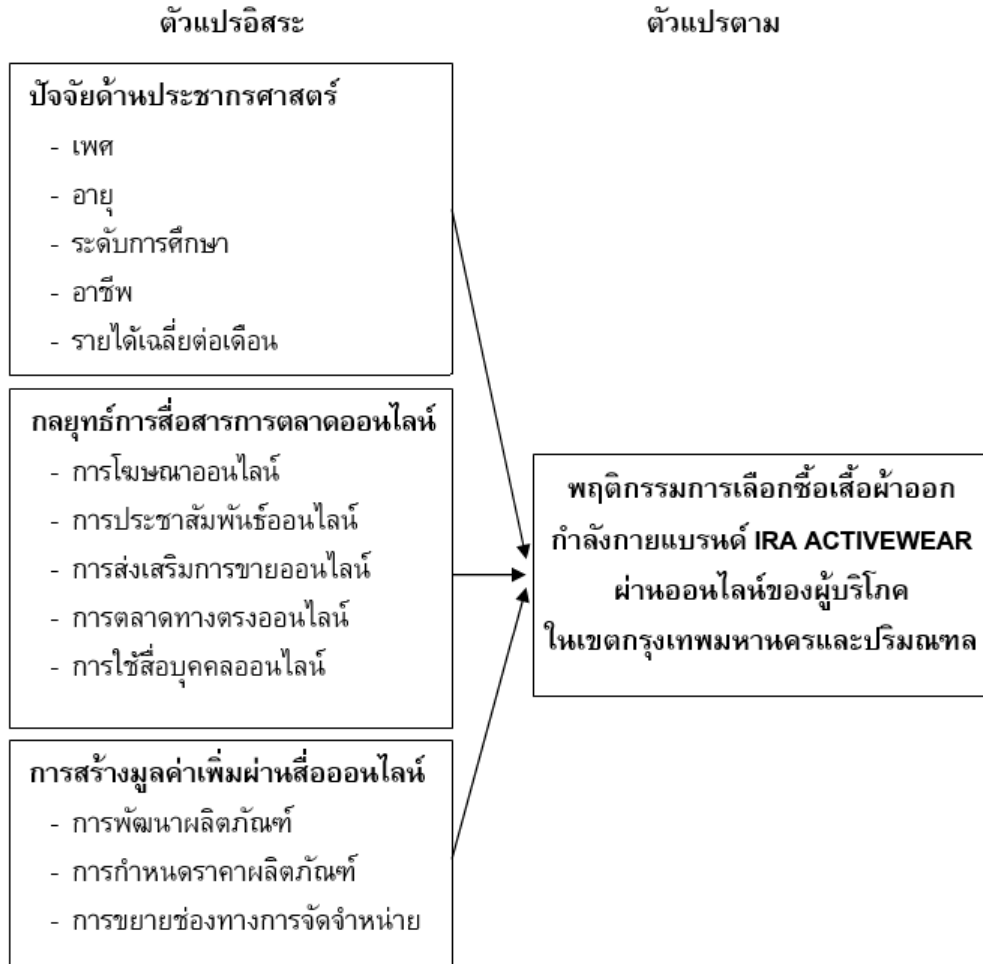 ตัวแปรอิสระ
ตัวแปรตาม
ปัจจัยด้านประชากรศาสตร์
- เพศ
- อายุ
- ระดับการศึกษา
- อาชีพ
- รายได้เฉลี่ยต่อเดือน
กลยุทธ์การสื่อสารการตลาดออนไลน์
- การโฆษณาออนไลน์
- การประชาสัมพันธ์ออนไลน์
- การส่งเสริมการขายออนไลน์
- การตลาดทางตรงออนไลน์
- การใช้สื่อบุคคลออนไลน์
การสร้างมูลค่าเพิ่มผ่านสื่อออนไลน์
- การพัฒนาผลิตภัณฑ์
- การกำหนดราคาผลิตภัณฑ์
- การขยายช่องทางการจัดจำหน่าย
พฤติกรรมการเลือกซื้อเสื้อผ้าออก
กำลังกายแบรนด์ IRA ACTIVEWEAR
ผ่านออนไลน์ของผู้บริโภค
ในเขตกรุงเทพมหานครและปริมณฑล